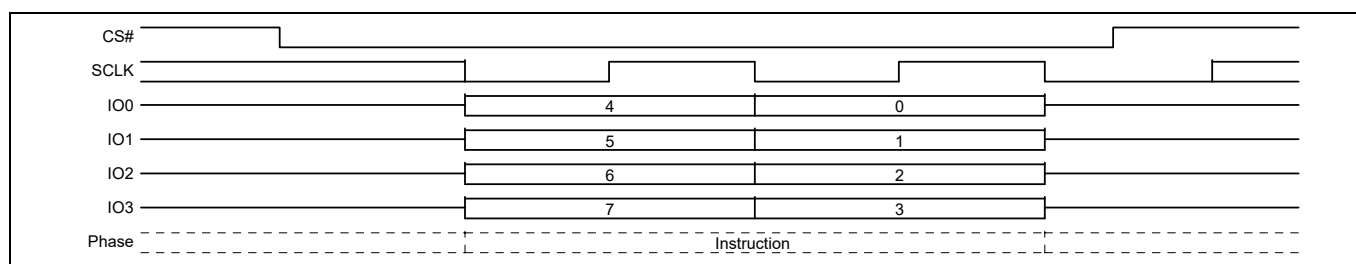 CS#
SCLK
IO0 4 0
IO1 5 1
IO2 6 2
IO3 7 3
Phase Instruction